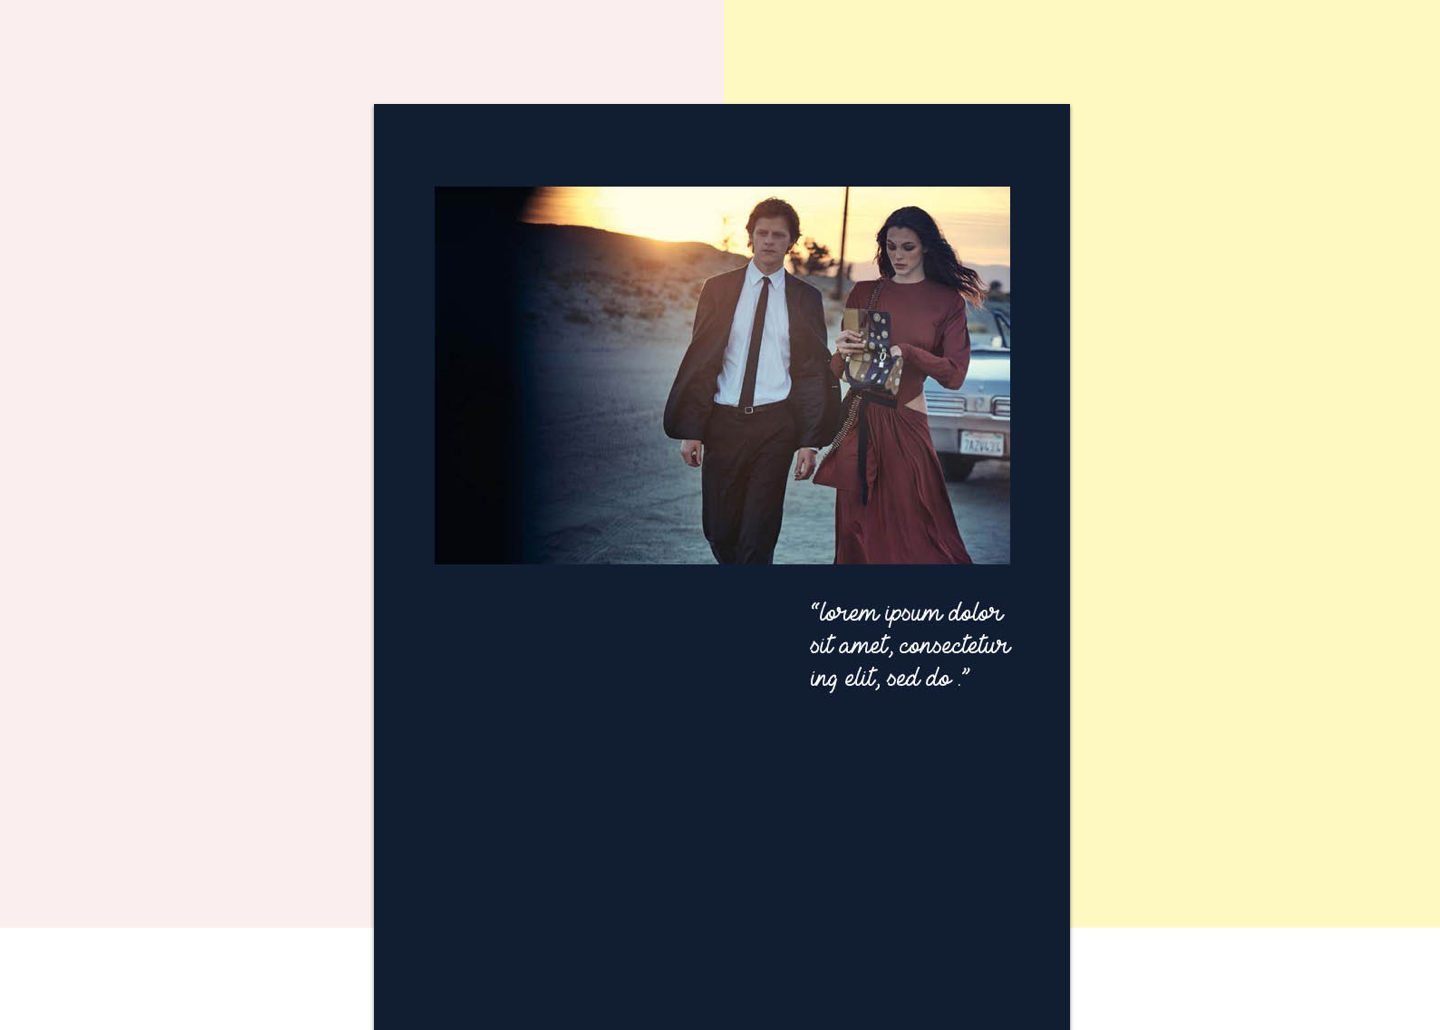 “lorem ipsum dolor
sit amet, consectetur
ing elit, sed do .”